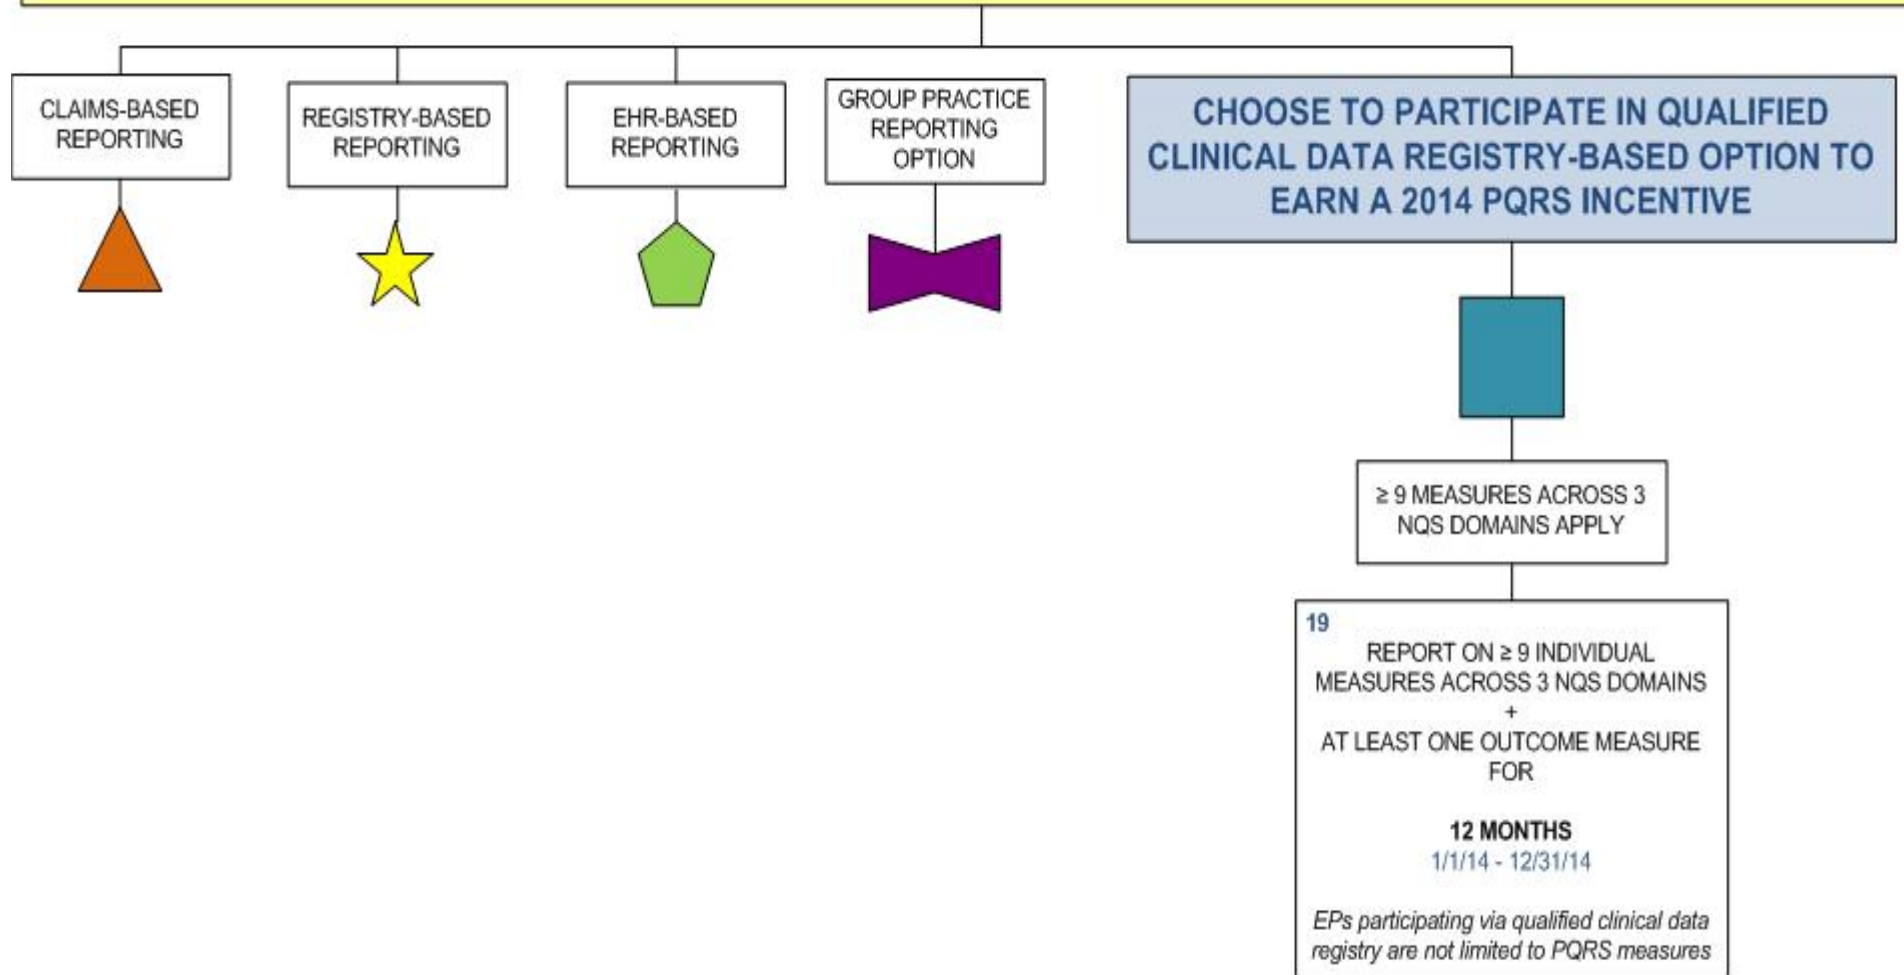 CLAIMS-BASED
REPORTING
REGISTRY-BASED
REPORTING
EHR-BASED
REPORTING
GROUP PRACTICE
REPORTING
OPTION
CHOOSE TO PARTICIPATE IN QUALIFIED
CLINICAL DATA REGISTRY-BASED OPTION TO
EARN A 2014 PQRS INCENTIVE
≥ 9 MEASURES ACROSS 3
NQS DOMAINS APPLY
19
REPORT ON ≥ 9 INDIVIDUAL
MEASURES ACROSS 3 NQS DOMAINS
+
AT LEAST ONE OUTCOME MEASURE
FOR
12 MONTHS
1/1/14 - 12/31/14
EPs participating via qualified clinical data
registry are not limited to PQRS measures